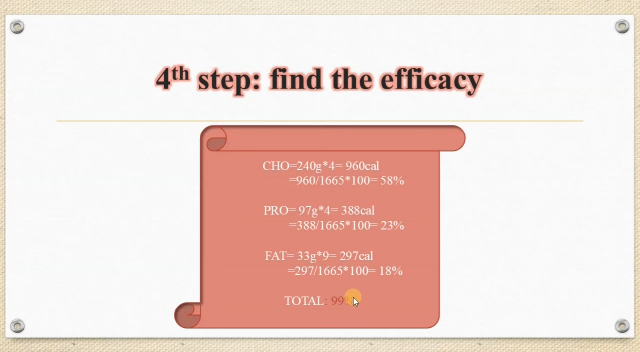 4th step: find the efficacy
CHO=240g*4= 960cal
=960/1665*100= 58%
PRO= 97g*4= 388cal
=388/1665*100= 23%
FAT= 33g*9= 297cal
=297/1665*100= 18%
TOTAL: 99